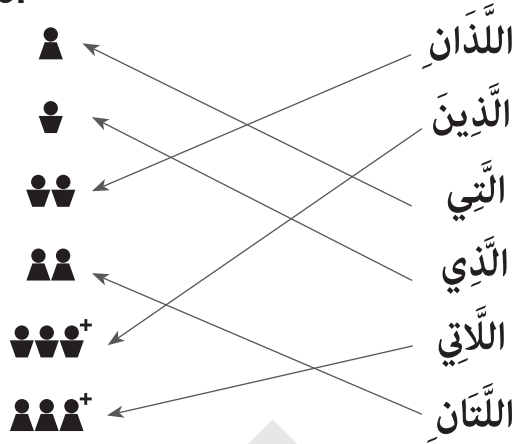 اللَّذَانِ
الَّذِينَ
الَّتِي
الَّذِي
+
اللَّاتِي
+
اللَّتَانِ